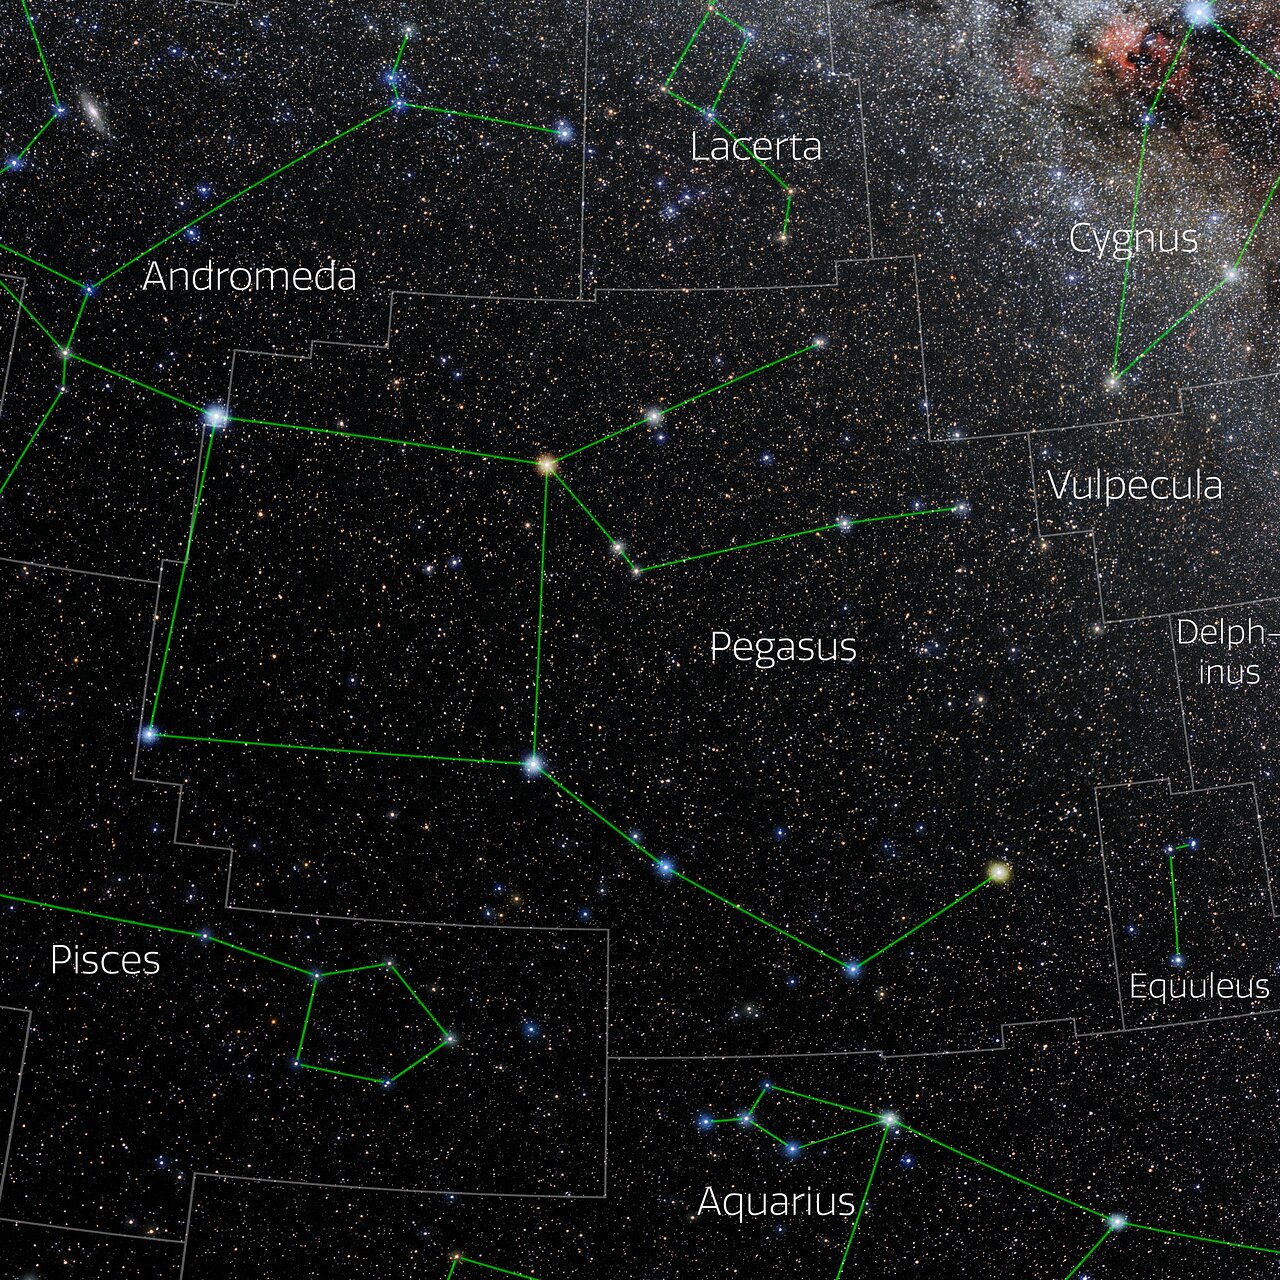 Lacerta
Cygnus
Andromeda
Vulpecula
Pegasus
Delph-
inus
Pisces
Equuleus
Aquarius